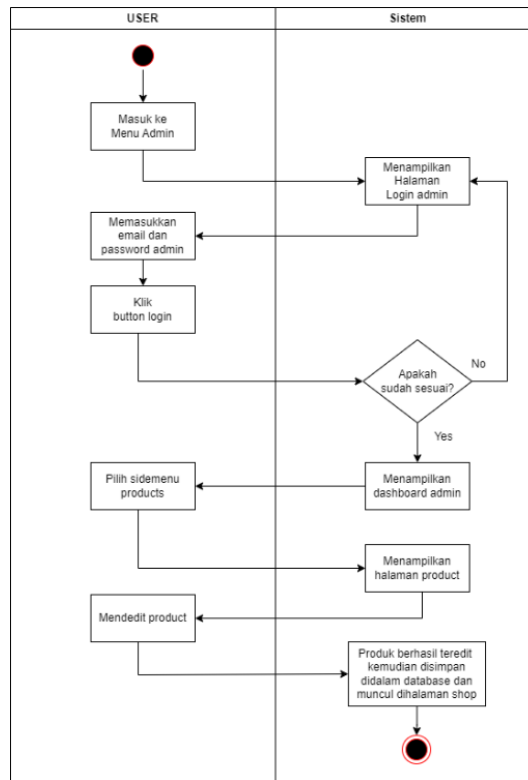 USER
Sistem
Masuk ke
Menu Admin
Menampilkan
Halaman
Login admin
Memasukkan
email dan
password admin
Klik
button login
Apakah
sudah sesuai?
No
Yes
Menampilkan
dashboard admin
Pilih sidemenu
products
Menampilkan
halaman product
Mendedit product
Produk berhasil teredit
kemudian disimpan
didalam database dan
muncul dihalaman shop